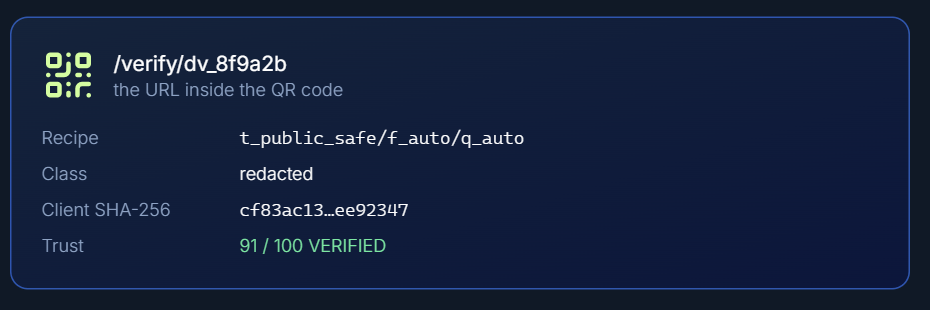 /verify/dv_8f9a2b
the URL inside the QR code
Recipe t_public_safe/f_auto/q_auto
Class redacted
Client SHA-256 cf83ac13…ee92347
Trust 91 / 100 VERIFIED